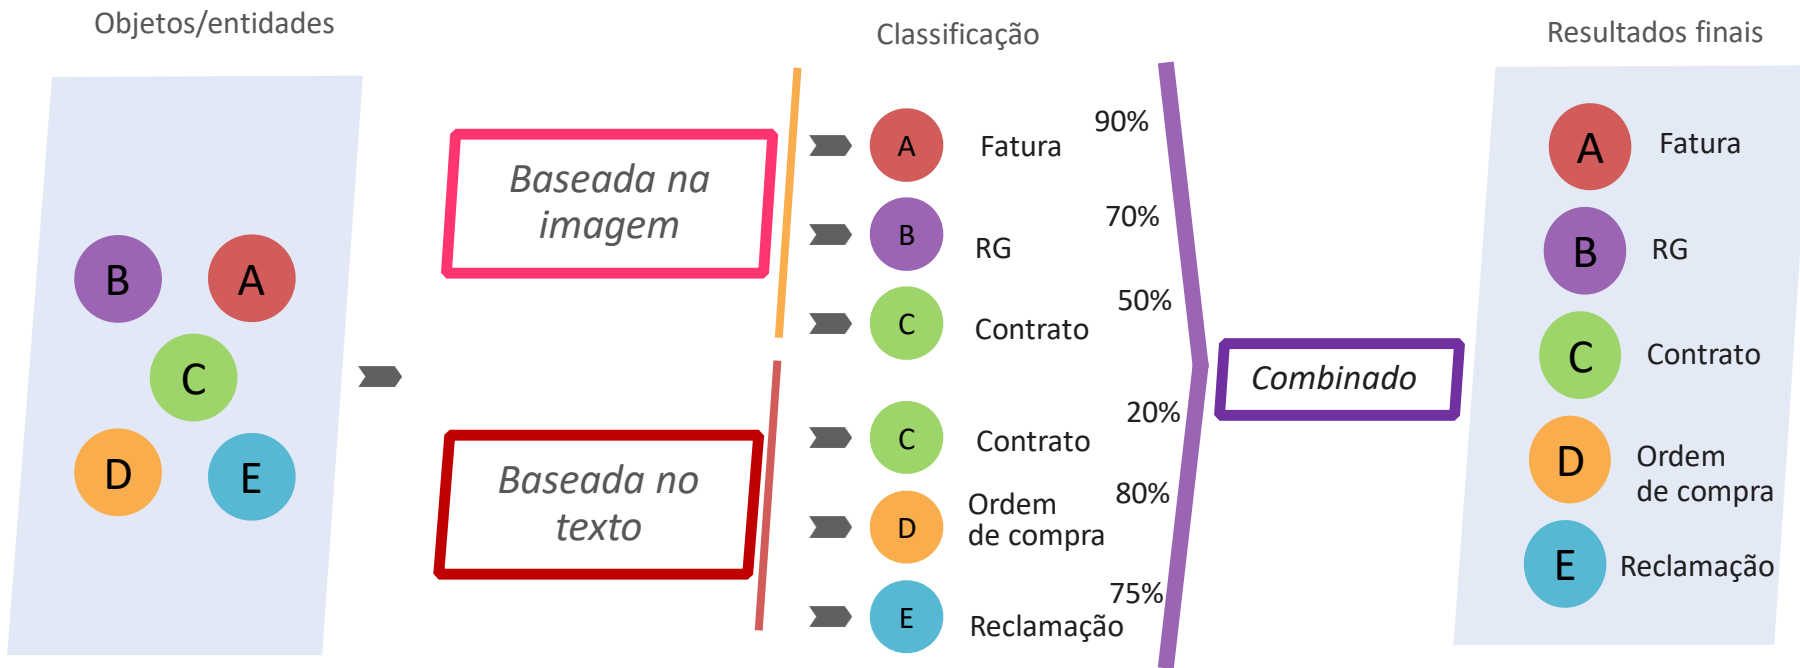 Objetos/entidades
B
A
C
D
E
Baseada na
imagem
Baseada no
texto
Classificação
A Fatura 90%
B RG 70%
C Contrato 50%
C Contrato 20%
D Ordem
de compra 80%
E Reclamação 75%
Combinado
Resultados finais
A Fatura
B RG
C Contrato
D Ordem
de compra
E Reclamação